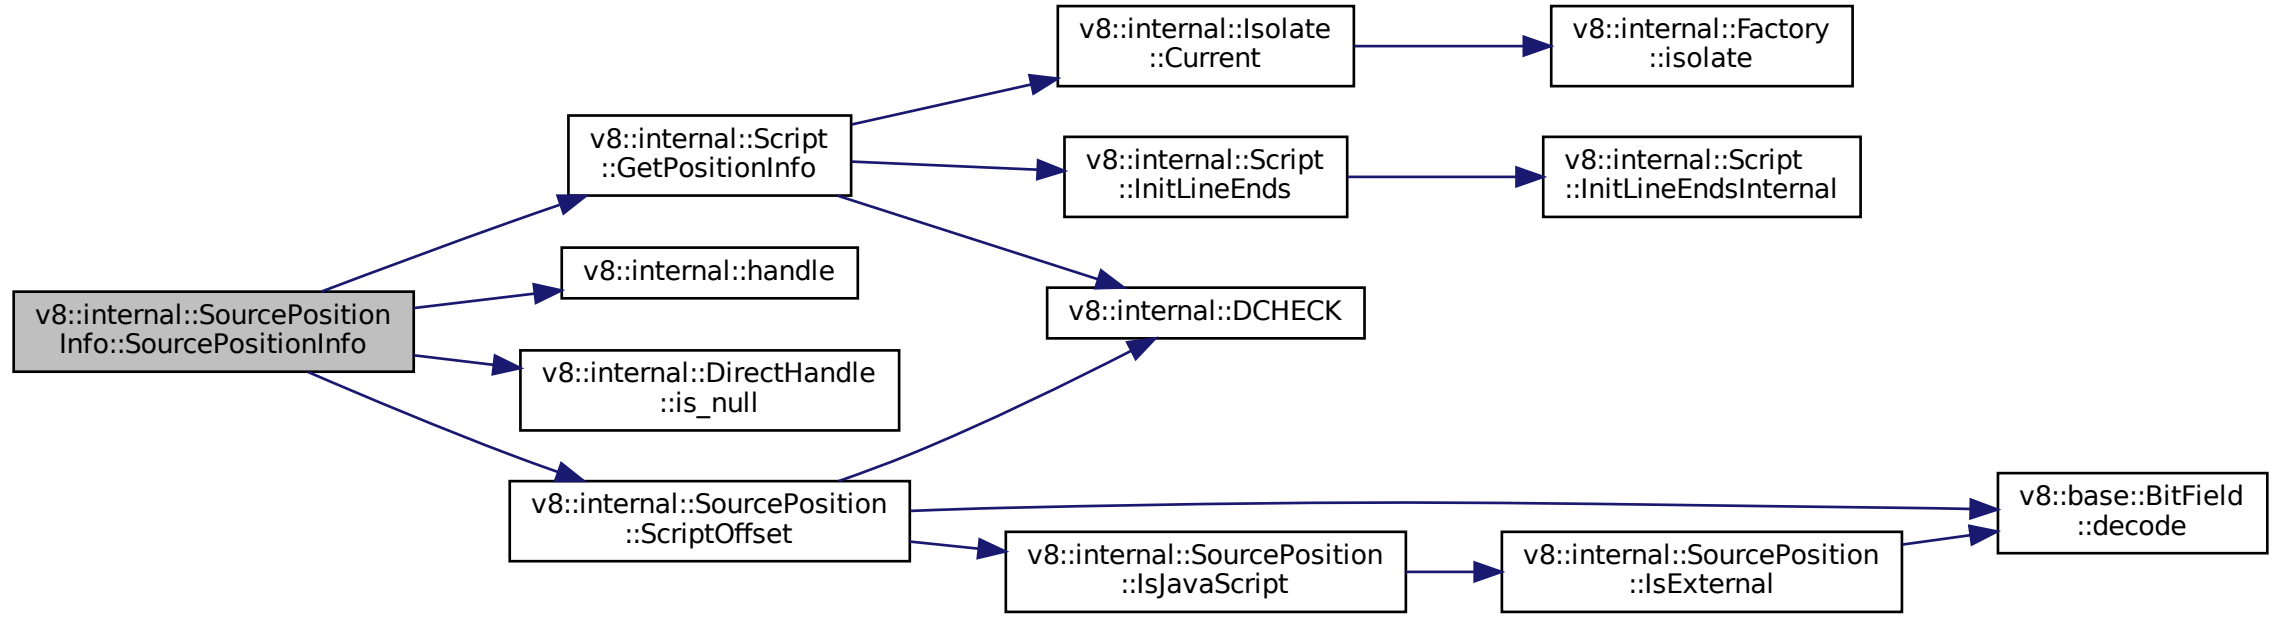 v8::internal::SourcePosition
Info::SourcePositionInfo
v8::internal::Script
::GetPositionInfo
v8::internal::Isolate
::Current
v8::internal::Factory
::isolate
v8::internal::Script
::InitLineEnds
v8::internal::Script
::InitLineEndsInternal
v8::internal::DCHECK
v8::internal::handle
v8::internal::DirectHandle
::is_null
v8::internal::SourcePosition
::ScriptOffset
v8::internal::SourcePosition
::IsJavaScript
v8::internal::SourcePosition
::IsExternal
v8::base::BitField
::decode